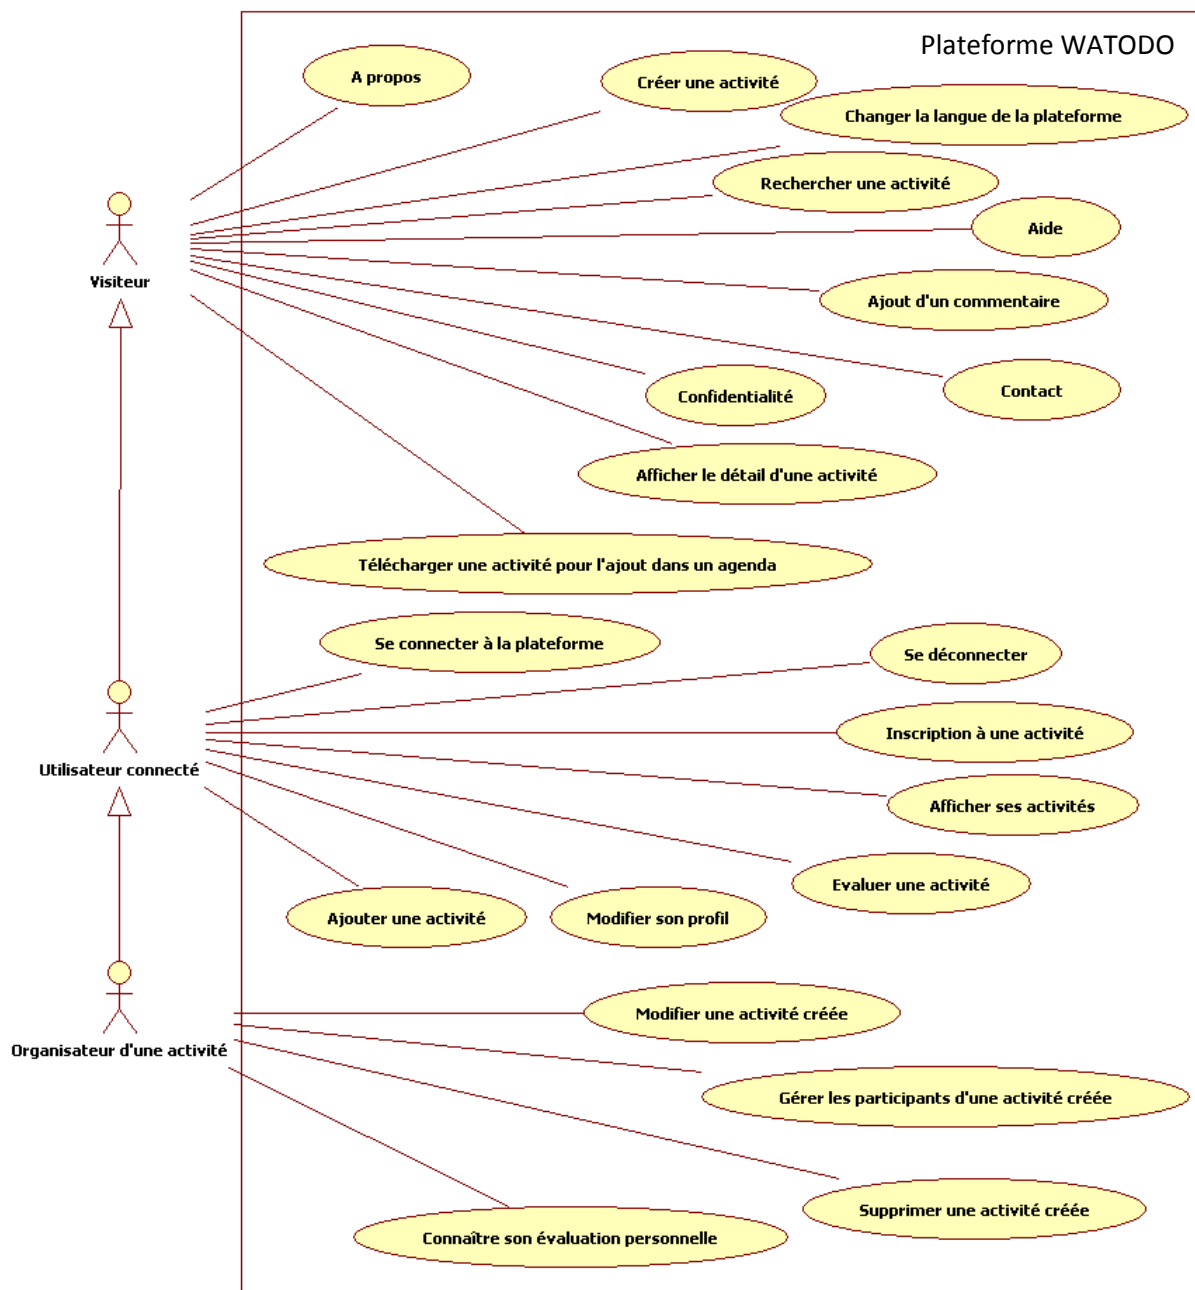 Plateforme WATODO
A propos
Créer une activité
Changer la langue de la plateforme
Rechercher une activité
Aide
Visiteur
Ajout d'un commentaire
Confidentialité
Contact
Afficher le détail d'une activité
Télécharger une activité pour l'ajout dans un agenda
Se connecter à la plateforme
Se déconnecter
Inscription à une activité
Utilisateur connecté
Afficher ses activités
Evaluer une activité
Ajouter une activité
Modifier son profil
Modifier une activité créée
Organisateur d'une activité
Gérer les participants d'une activité créée
Supprimer une activité créée
Connaître son évaluation personnelle